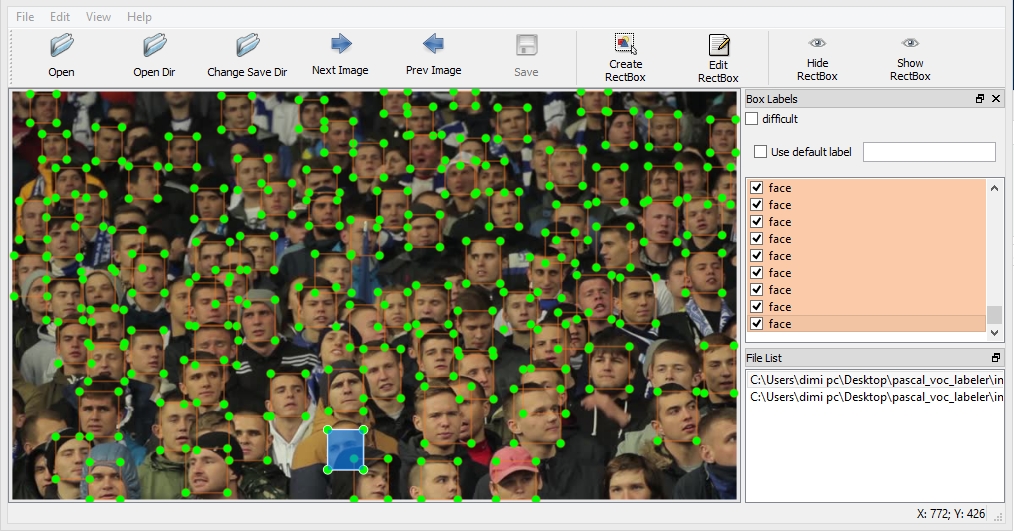 File Edit View Help
Open Open Dir Change Save Dir Next Image Prev Image Save Create RectBox Edit RectBox Hide RectBox Show RectBox
Box Labels
difficult
Use default label
face
face
face
face
face
face
face
face
face
File List
C:\Users\dimi pc\Desktop\pascal_voc_labeler\in
C:\Users\dimi pc\Desktop\pascal_voc_labeler\in
X: 772; Y: 426